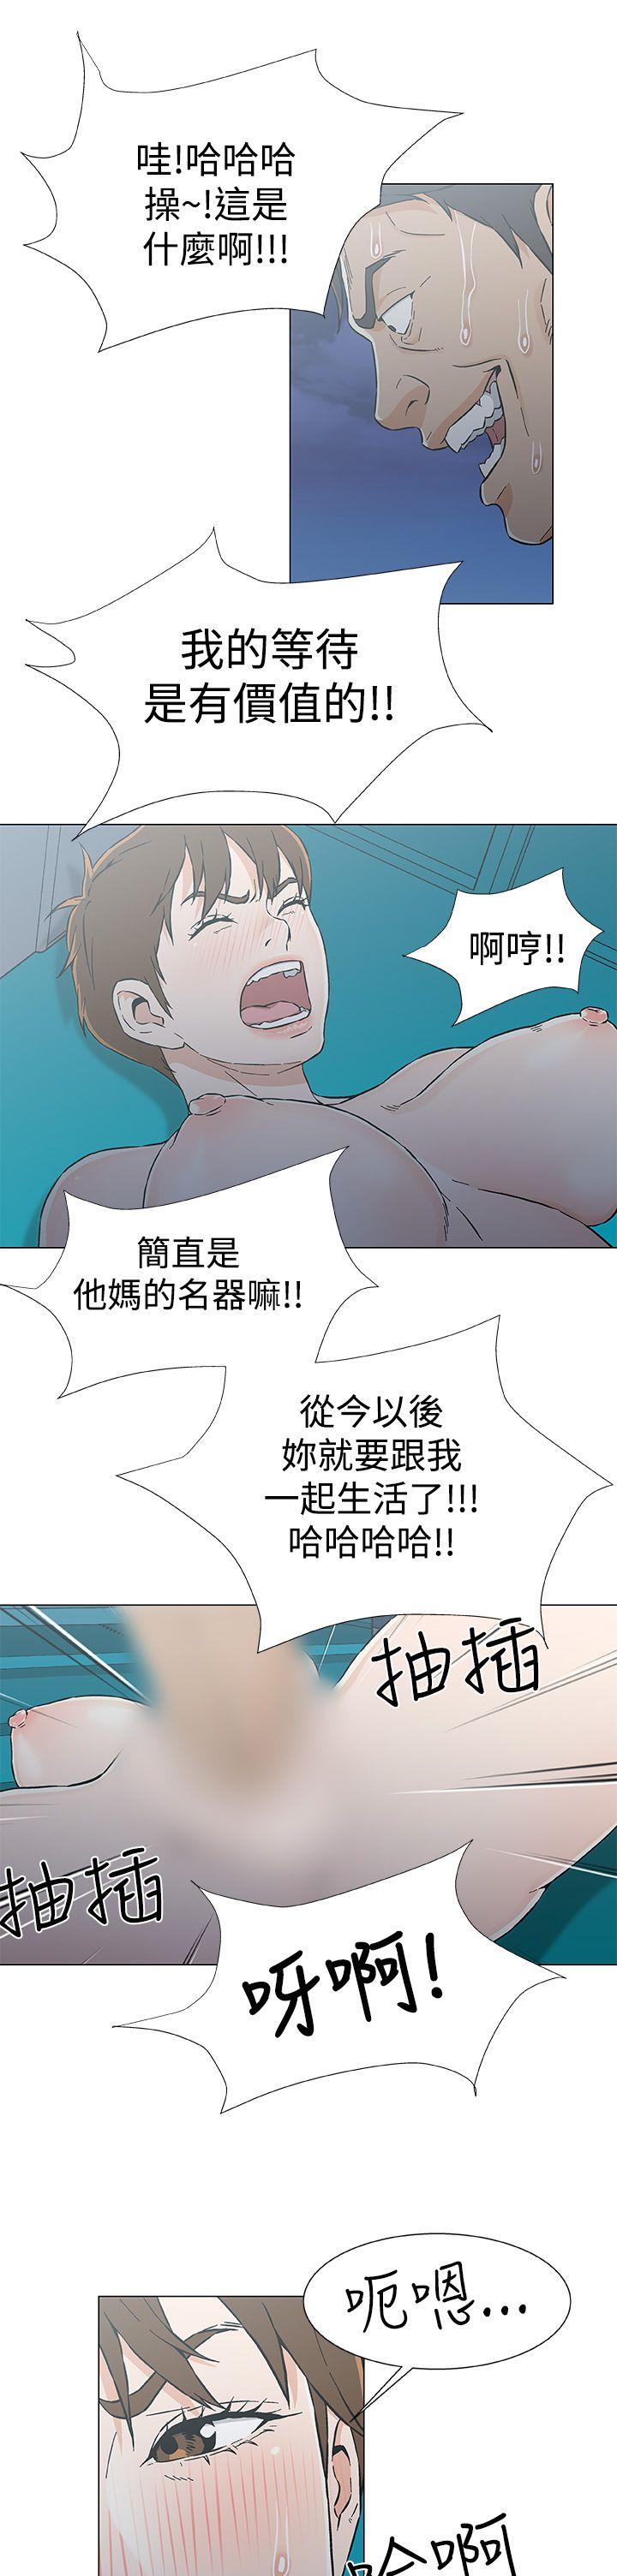 哇!哈哈哈
操~!這是
什麼啊!!!
我的等待
是有價值的!!
啊哼!!
簡直是
他媽的名器嘛!!
從今以後
妳就要跟我
一起生活了!!!
哈哈哈哈!!
抽插
抽插
呀啊!
呃嗯...